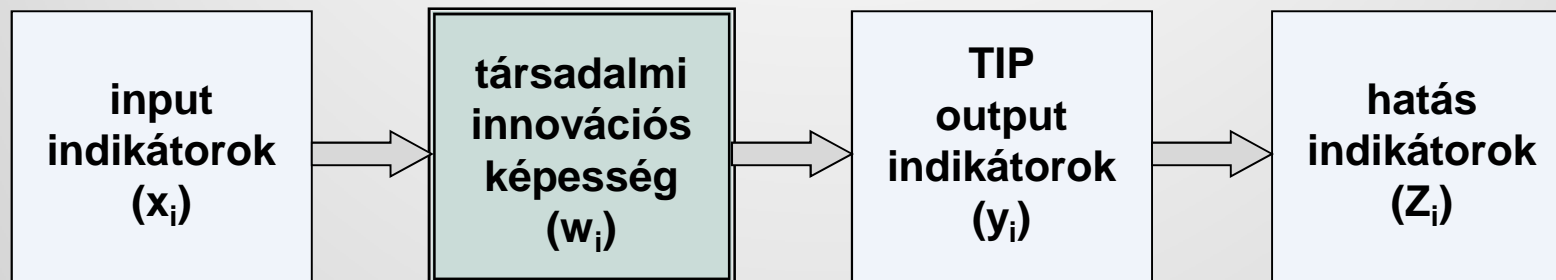 input
indikátorok
(xᵢ)
társadalmi
innovációs
képesség
(wᵢ)
TIP
output
indikátorok
(yᵢ)
hatás
indikátorok
(Zᵢ)